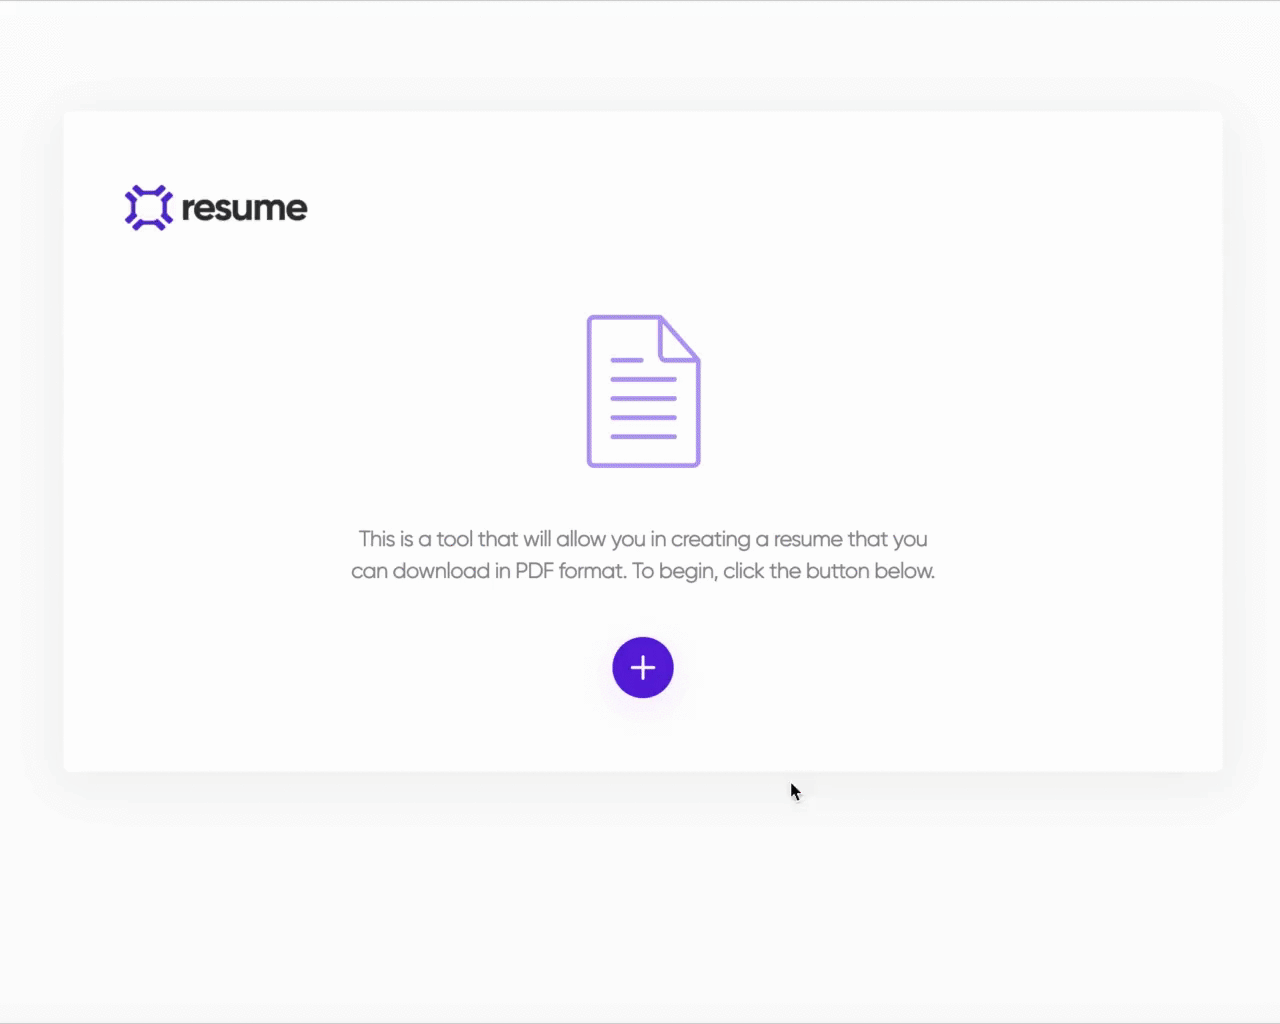 resume
This is a tool that will allow you in creating a resume that you
can download in PDF format. To begin, click the button below.